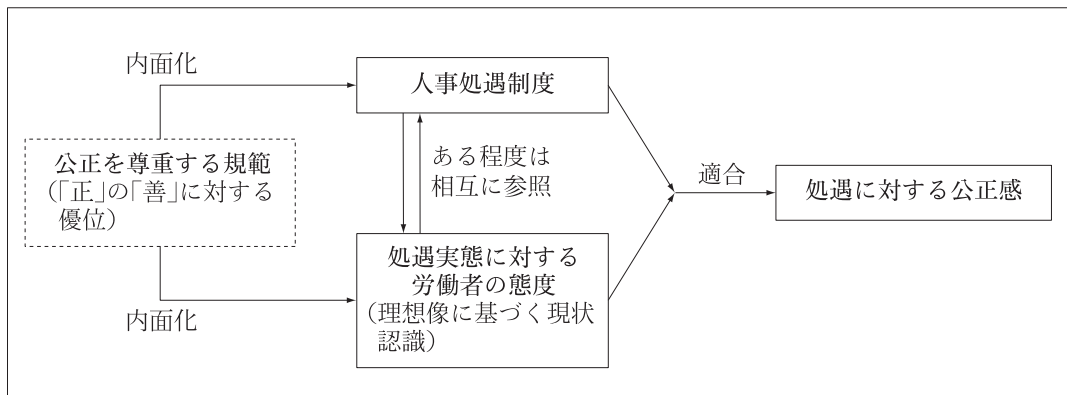 内面化
人事処遇制度
公正を尊重する規範
(「正」の「善」に対する
優位)
ある程度は
相互に参照
適合
処遇に対する公正感
処遇実態に対する
労働者の態度
(理想像に基づく現状
認識)
内面化